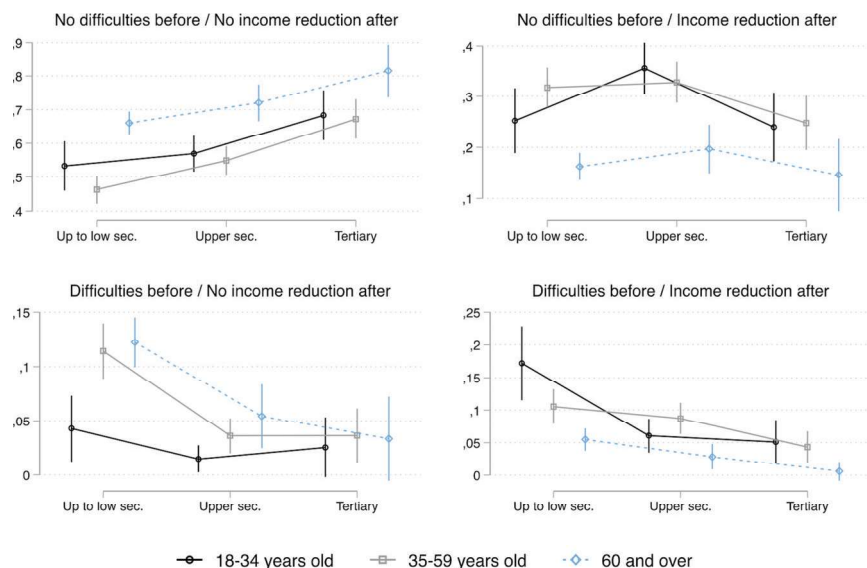 No difficulties before / No income reduction after
,9
,8
,7
,6
,5
,4
Up to low sec. Upper sec. Tertiary
No difficulties before / Income reduction after
,4
,3
,2
,1
Up to low sec. Upper sec. Tertiary
Difficulties before / No income reduction after
,15
,1
,05
0
Up to low sec. Upper sec. Tertiary
Difficulties before / Income reduction after
,25
,2
,15
,1
,05
0
Up to low sec. Upper sec. Tertiary
18-34 years old 35-59 years old 60 and over